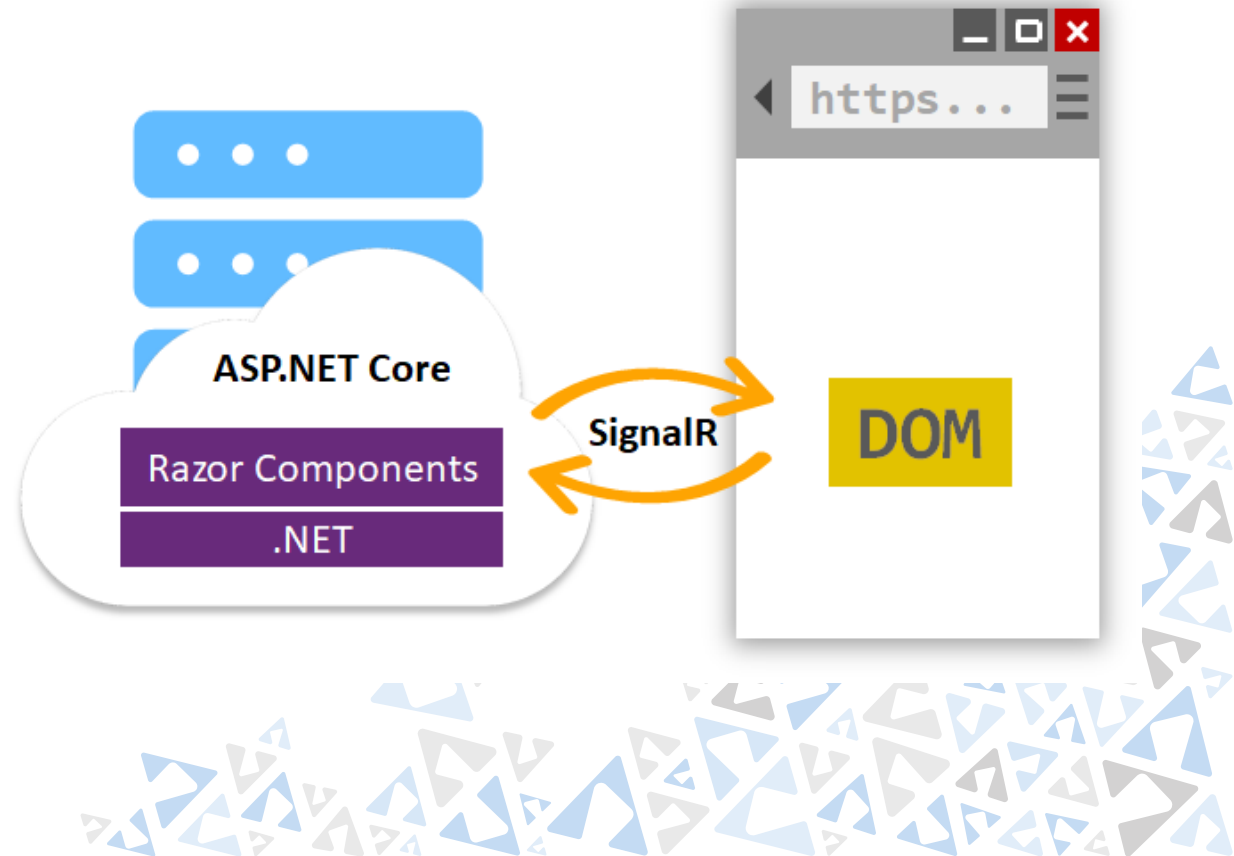 https...
ASP.NET Core
SignalR
DOM
Razor Components
.NET